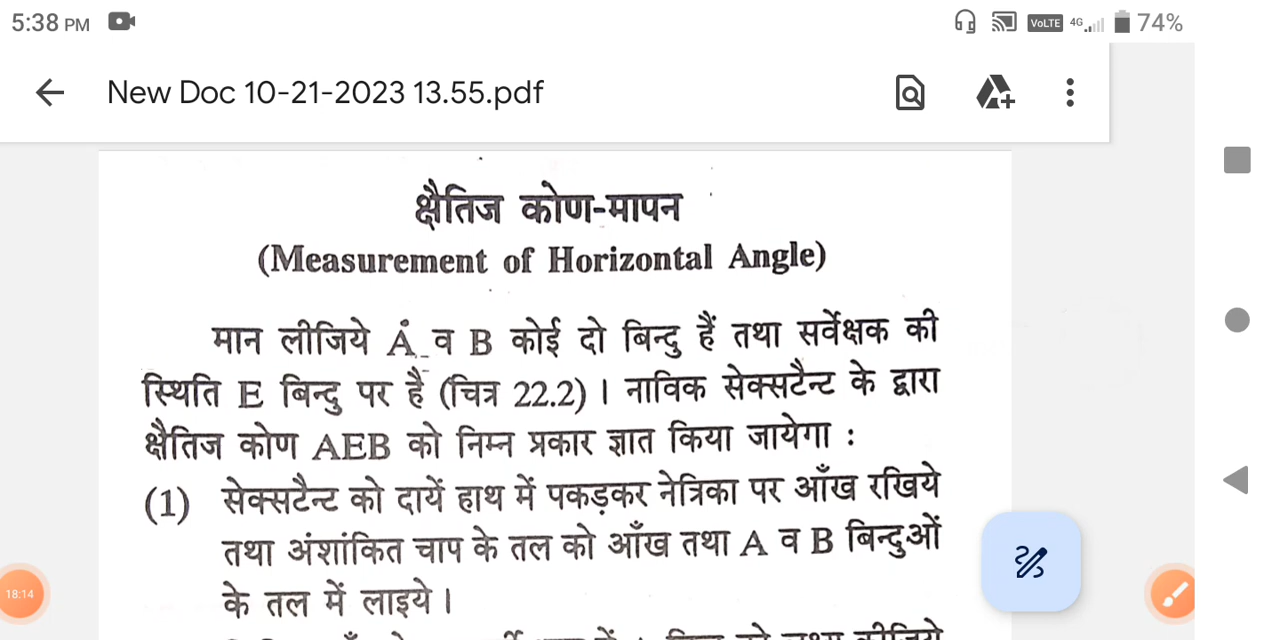 5:38 PM
VoLTE 4G 74%
New Doc 10-21-2023 13.55.pdf
क्षैतिज कोण-मापन
(Measurement of Horizontal Angle)
मान लीजिये A व B कोई दो बिन्दु हैं तथा सर्वेक्षक की
स्थिति E बिन्दु पर है (चित्र 22.2) । नाविक सेक्सटैन्ट के द्वारा
क्षैतिज कोण AEB को निम्न प्रकार ज्ञात किया जायेगा :
(1) सेक्सटैन्ट को दायें हाथ में पकड़कर नेत्रिका पर आँख रखिये
तथा अंशांकित चाप के तल को आँख तथा A व B बिन्दुओं
के तल में लाइये ।
18:14